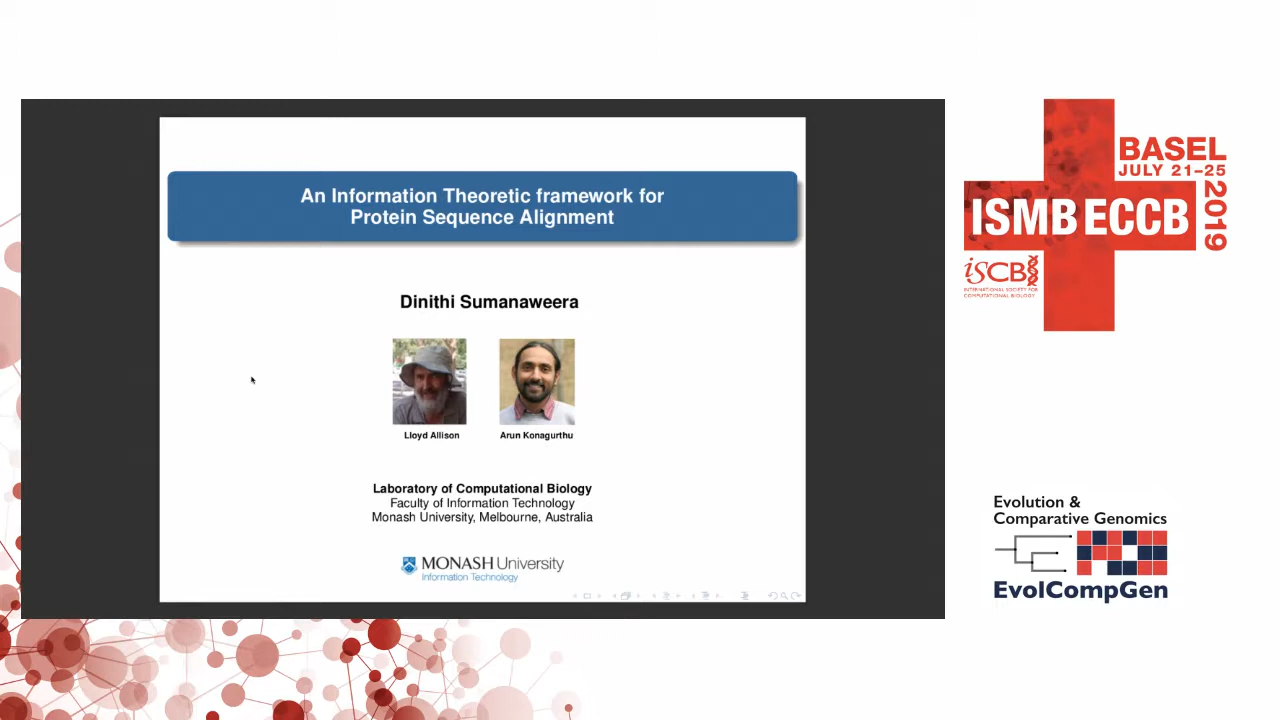 An Information Theoretic framework for
Protein Sequence Alignment
Dinithi Sumanaweera
Lloyd Allison
Arun Konagurthu
Laboratory of Computational Biology
Faculty of Information Technology
Monash University, Melbourne, Australia
MONASH University
Information Technology
BASEL
JULY 21–25
2019
ISMB ECCB
iSCB
INTERNATIONAL SOCIETY FOR
COMPUTATIONAL BIOLOGY
Evolution &
Comparative Genomics
EvolCompGen